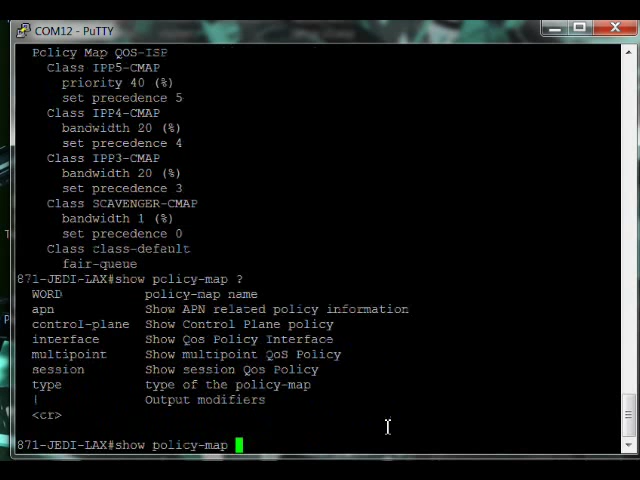 COM12 - PuTTY
Policy Map QOS-ISP
Class IPP5-CMAP
priority 40 (%)
set precedence 5
Class IPP4-CMAP
bandwidth 20 (%)
set precedence 4
Class IPP3-CMAP
bandwidth 20 (%)
set precedence 3
Class SCAVENGER-CMAP
bandwidth 1 (%)
set precedence 0
Class class-default
fair-queue
871-JEDI-LAX#show policy-map ?
WORD policy-map name
apn Show APN related policy information
control-plane Show Control Plane policy
interface Show Qos Policy Interface
multipoint Show multipoint QoS Policy
session Show session Qos Policy
type type of the policy-map
| Output modifiers
<cr>
871-JEDI-LAX#show policy-map